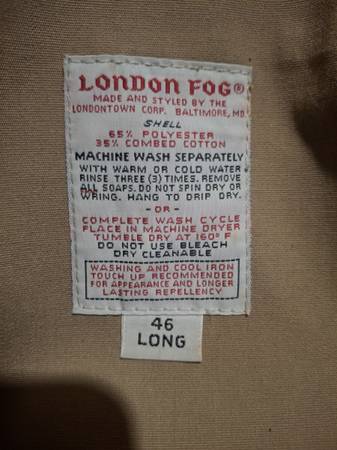 LONDON FOG®
MADE AND STYLED BY THE
LONDONTOWN CORP. BALTIMORE, MD
SHELL
65% POLYESTER
35% COMBED COTTON
MACHINE WASH SEPARATELY
WITH WARM OR COLD WATER
RINSE THREE (3) TIMES. REMOVE
ALL SOAPS. DO NOT SPIN DRY OR
WRING. HANG TO DRIP DRY.
- OR -
COMPLETE WASH CYCLE
PLACE IN MACHINE DRYER
TUMBLE DRY AT 160° F
DO NOT USE BLEACH
DRY CLEANABLE
WASHING AND COOL IRON
TOUCH UP RECOMMENDED
FOR APPEARANCE AND LONGER
LASTING REPELLENCY
46
LONG